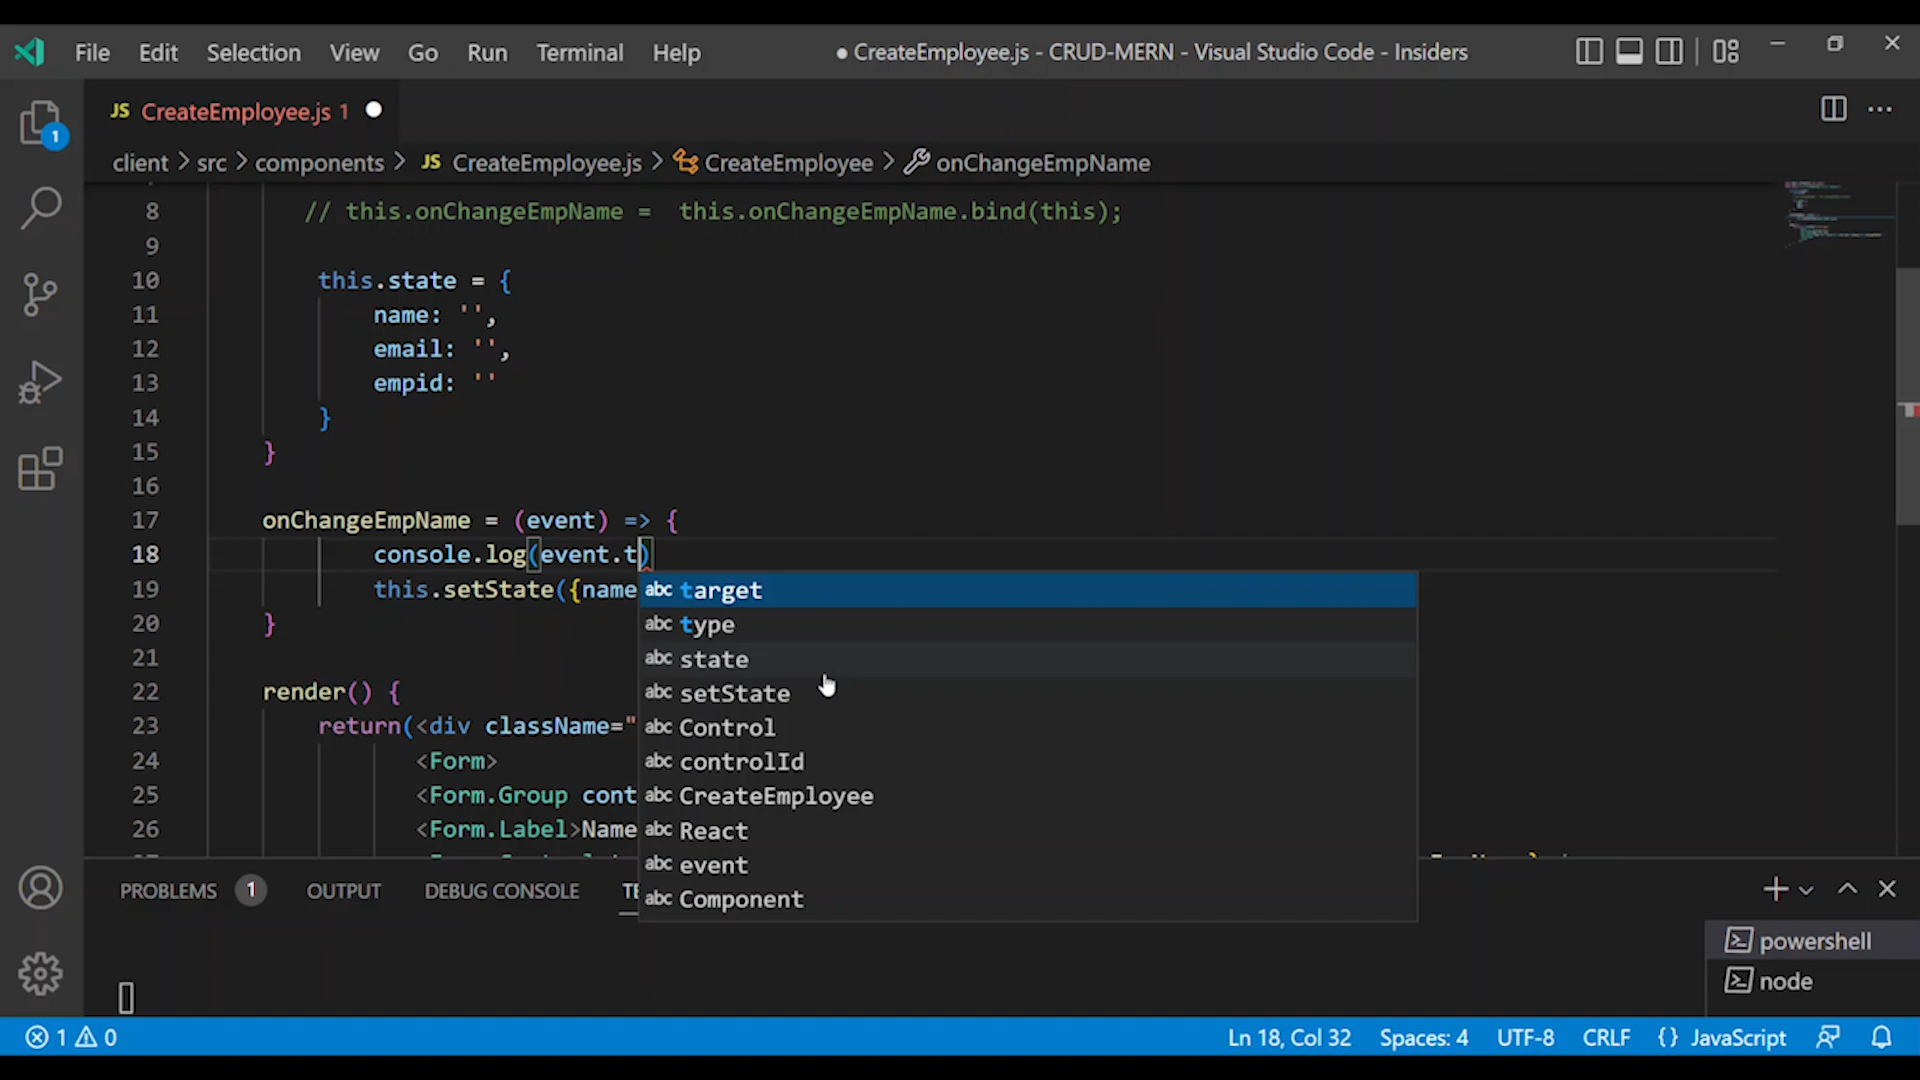 File Edit Selection View Go Run Terminal Help ● CreateEmployee.js - CRUD-MERN - Visual Studio Code - Insiders
JS CreateEmployee.js 1
1
client > src > components > JS CreateEmployee.js > CreateEmployee > onChangeEmpName
8 // this.onChangeEmpName = this.onChangeEmpName.bind(this);
9
10 this.state = {
11 name: '',
12 email: '',
13 empid: ''
14 }
15 }
16
17 onChangeEmpName = (event) => {
18 console.log(event.t)
19 this.setState({name
20 }
21
22 render() {
23 return(<div className="
24 <Form>
25 <Form.Group cont
26 <Form.Label>Name
abc target
abc type
abc state
abc setState
abc Control
abc controlId
abc CreateEmployee
abc React
abc event
abc Component
PROBLEMS 1 OUTPUT DEBUG CONSOLE TE
powershell
node
1 0 Ln 18, Col 32 Spaces: 4 UTF-8 CRLF {} JavaScript